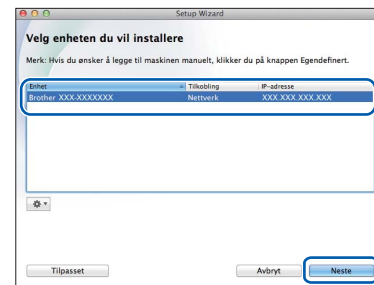 Setup Wizard
Velg enheten du vil installere
Merk: Hvis du ønsker å legge til maskinen manuelt, klikker du på knappen Egendefinert.
Enhet Tilkobling IP-adresse
Brother XXX-XXXXXXX Nettverk XXX.XXX.XXX.XXX
Tilpasset Avbryt Neste